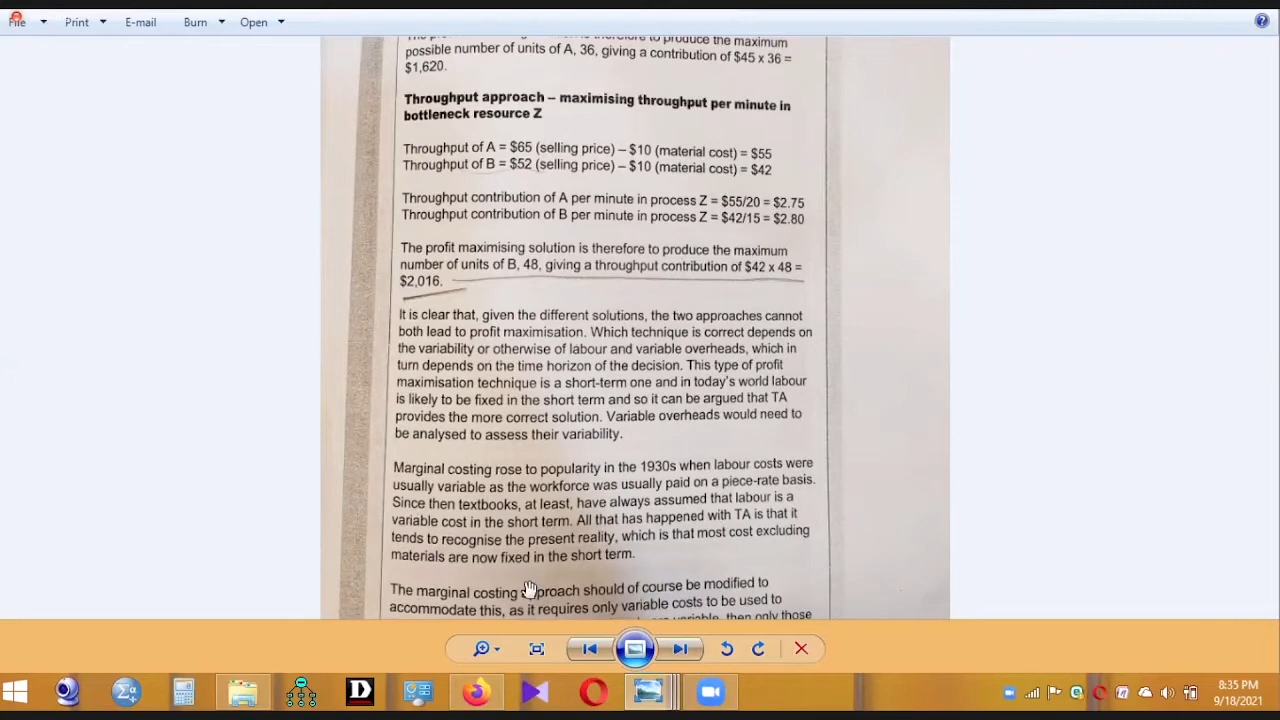 File Print E-mail Burn Open
possible number of units of A, 36, giving a contribution of $45 x 36 =
$1,620.
Throughput approach – maximising throughput per minute in
bottleneck resource Z
Throughput of A = $65 (selling price) – $10 (material cost) = $55
Throughput of B = $52 (selling price) – $10 (material cost) = $42
Throughput contribution of A per minute in process Z = $55/20 = $2.75
Throughput contribution of B per minute in process Z = $42/15 = $2.80
The profit maximising solution is therefore to produce the maximum
number of units of B, 48, giving a throughput contribution of $42 x 48 =
$2,016.
It is clear that, given the different solutions, the two approaches cannot
both lead to profit maximisation. Which technique is correct depends on
the variability or otherwise of labour and variable overheads, which in
turn depends on the time horizon of the decision. This type of profit
maximisation technique is a short-term one and in today's world labour
is likely to be fixed in the short term and so it can be argued that TA
provides the more correct solution. Variable overheads would need to
be analysed to assess their variability.
Marginal costing rose to popularity in the 1930s when labour costs were
usually variable as the workforce was usually paid on a piece-rate basis.
Since then textbooks, at least, have always assumed that labour is a
variable cost in the short term. All that has happened with TA is that it
tends to recognise the present reality, which is that most cost excluding
materials are now fixed in the short term.
The marginal costing approach should of course be modified to
accommodate this, as it requires only variable costs to be used to
variable, then only those
8:35 PM
9/18/2021